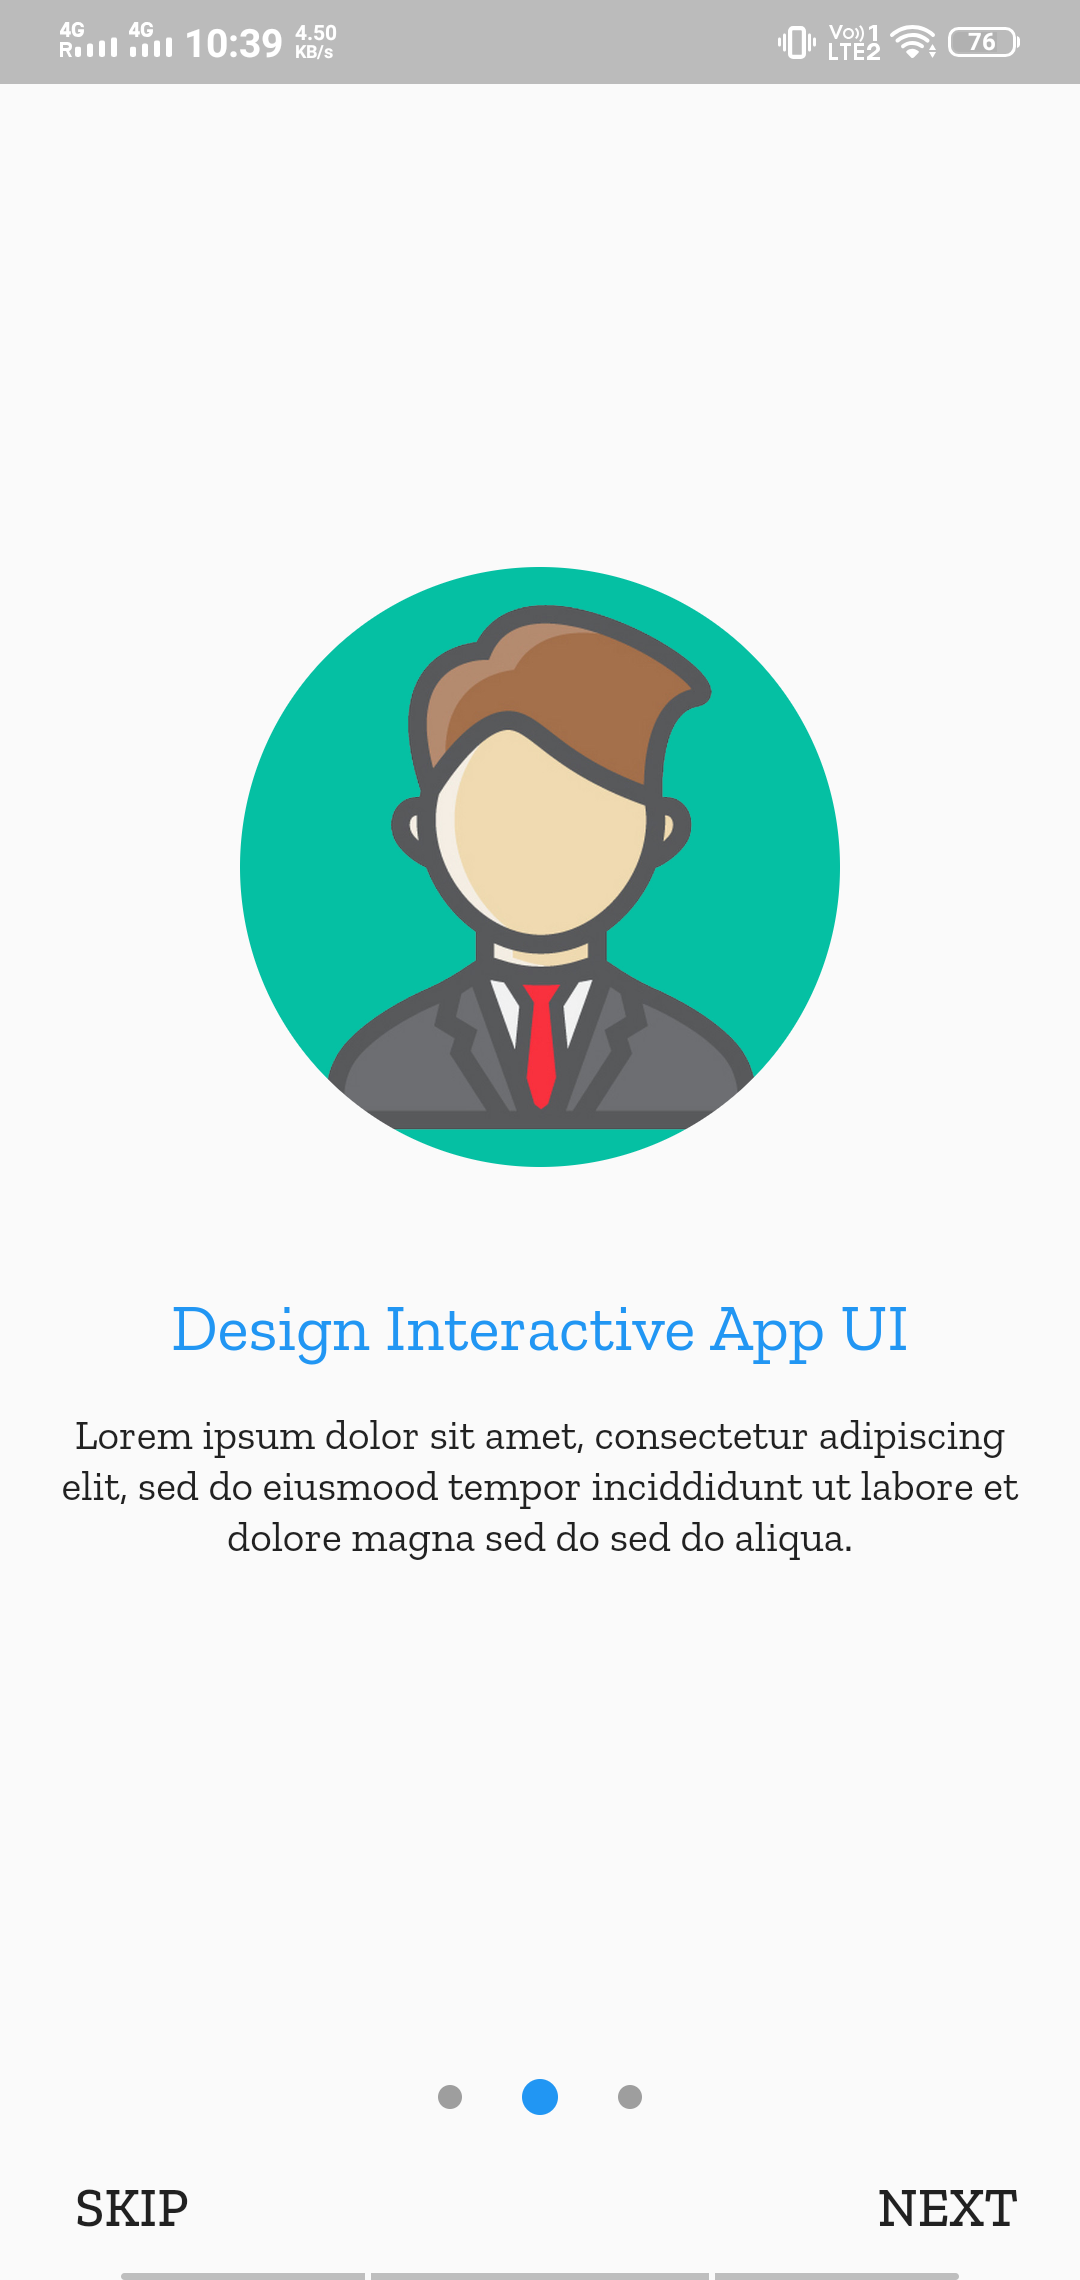 4G 4G 10:39 4.50 Vo)) 1
R KB/s LTE2 76
Design Interactive App UI
Lorem ipsum dolor sit amet, consectetur adipiscing
elit, sed do eiusmood tempor inciddidunt ut labore et
dolore magna sed do sed do aliqua.
SKIP NEXT